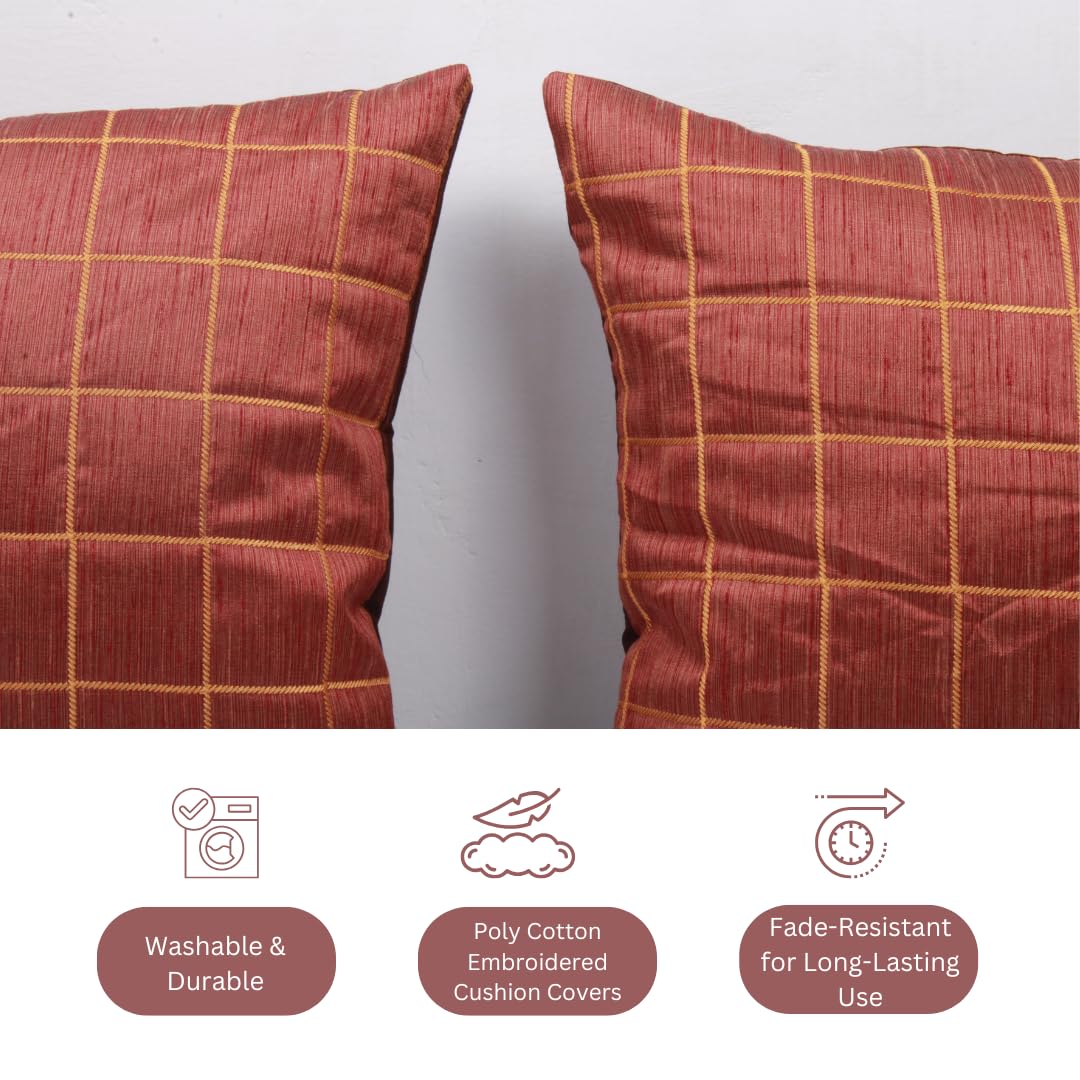 Washable &
Durable
Poly Cotton
Embroidered
Cushion Covers
Fade-Resistant
for Long-Lasting
Use